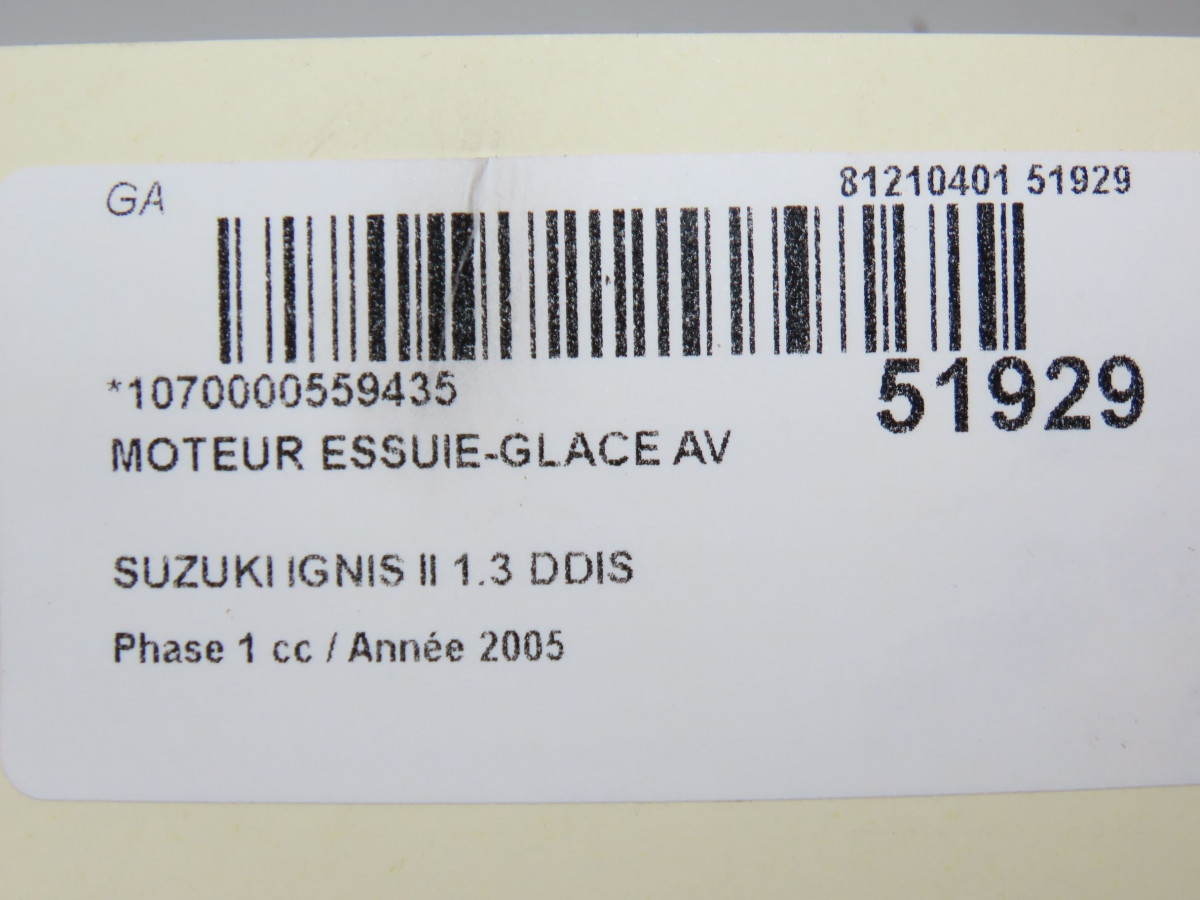 GA
81210401 51929
*1070000559435
51929
MOTEUR ESSUIE-GLACE AV
SUZUKI IGNIS II 1.3 DDIS
Phase 1 cc / Année 2005